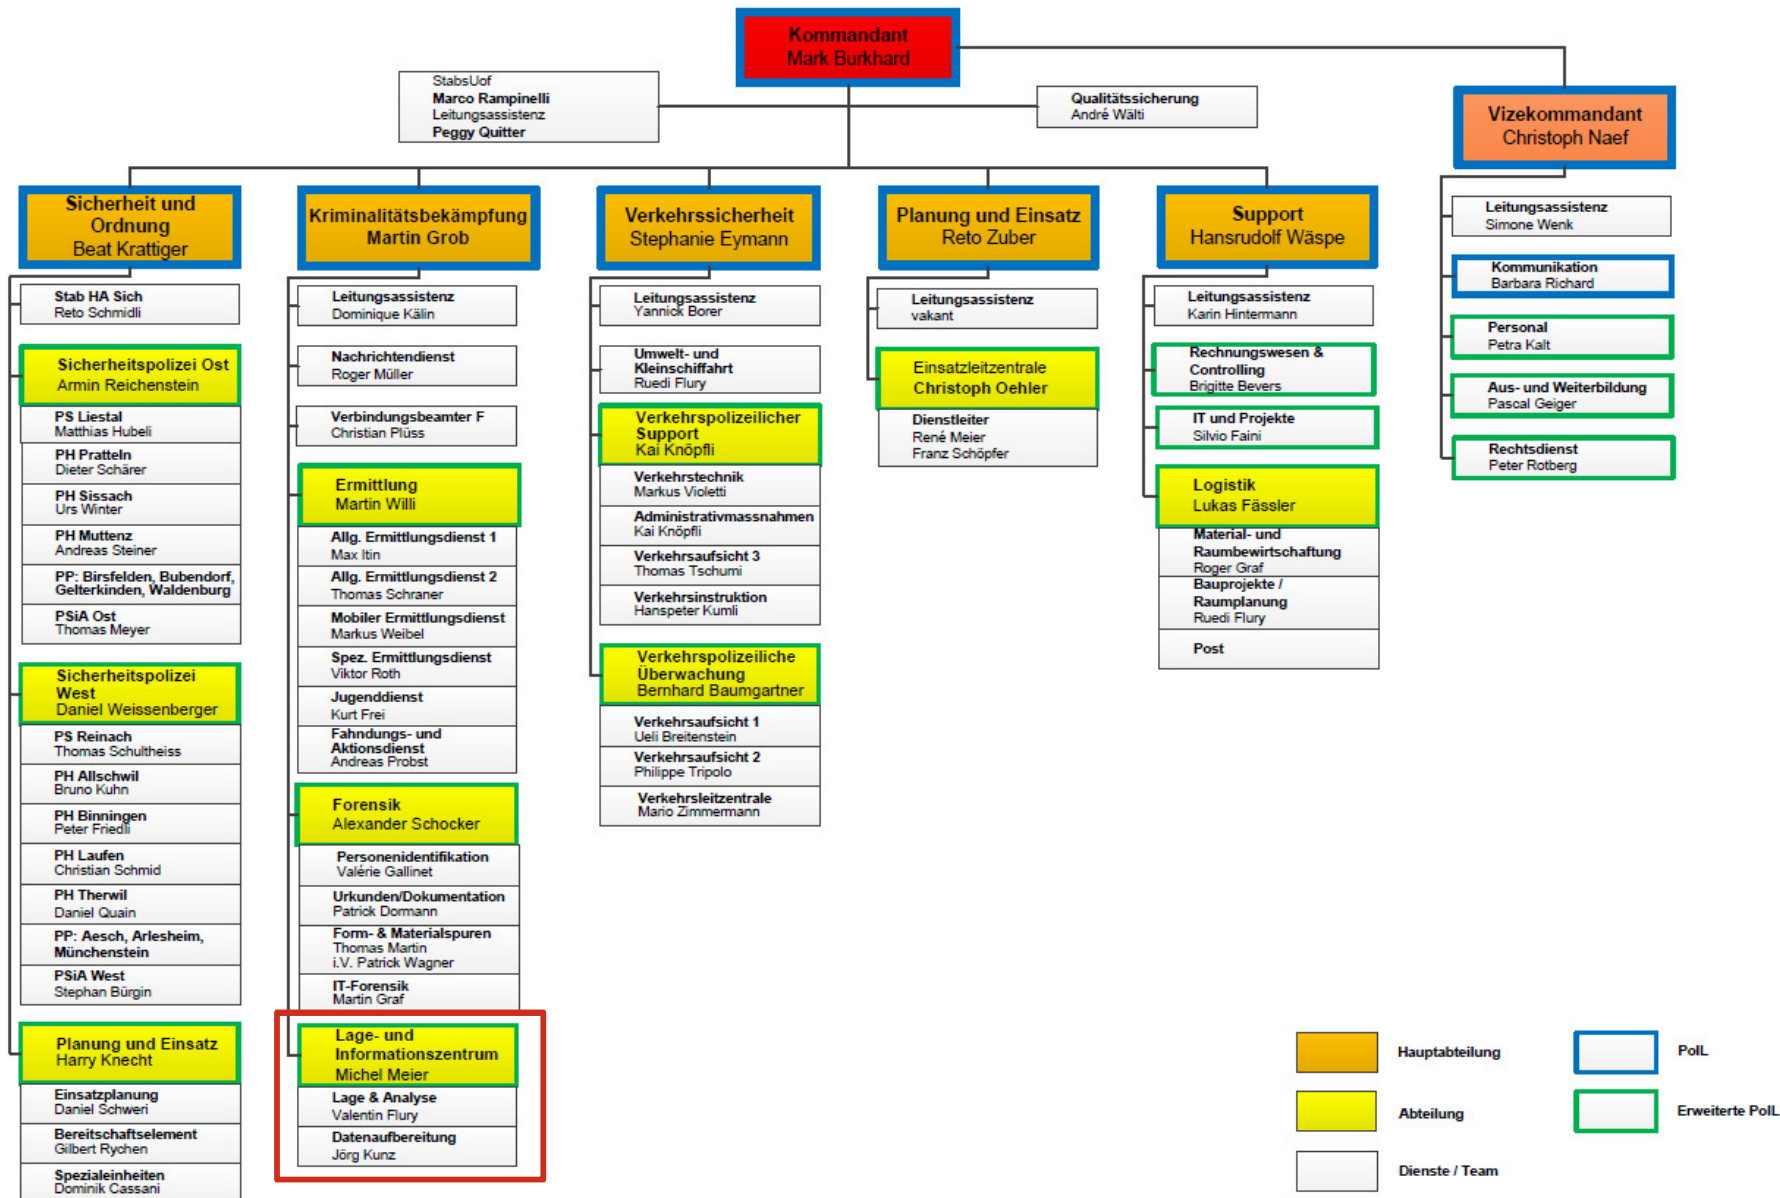 Kommandant
Mark Burkhard
StabsUof
Marco Rampinelli
Leitungsassistenz
Peggy Quitter
Qualitätssicherung
André Wälti
Vizekommandant
Christoph Naef
Leitungsassistenz
Simone Wenk
Kommunikation
Barbara Richard
Personal
Petra Kalt
Aus- und Weiterbildung
Pascal Geiger
Rechtsdienst
Peter Rotberg
Sicherheit und
Ordnung
Beat Krattiger
Stab HA Sich
Reto Schmidli
Sicherheitspolizei Ost
Armin Reichenstein
PS Liestal
Matthias Hubeli
PH Pratteln
Dieter Schärer
PH Sissach
Urs Winter
PH Muttenz
Andreas Steiner
PP: Birsfelden, Bubendorf,
Gelterkinden, Waldenburg
PSiA Ost
Thomas Meyer
Sicherheitspolizei
West
Daniel Weissenberger
PS Reinach
Thomas Schultheiss
PH Allschwil
Bruno Kuhn
PH Binningen
Peter Friedli
PH Laufen
Christian Schmid
PH Therwil
Daniel Quain
PP: Aesch, Arlesheim,
Münchenstein
PSiA West
Stephan Bürgin
Planung und Einsatz
Harry Knecht
Einsatzplanung
Daniel Schweri
Bereitschaftselement
Gilbert Rychen
Spezialeinheiten
Dominik Cassani
Kriminalitätsbekämpfung
Martin Grob
Leitungsassistenz
Dominique Kälin
Nachrichtendienst
Roger Müller
Verbindungsbeamter F
Christian Plüss
Ermittlung
Martin Willi
Allg. Ermittlungsdienst 1
Max Itin
Allg. Ermittlungsdienst 2
Thomas Schraner
Mobiler Ermittlungsdienst
Markus Weibel
Spez. Ermittlungsdienst
Viktor Roth
Jugenddienst
Kurt Frei
Fahndungs- und
Aktionsdienst
Andreas Probst
Forensik
Alexander Schocker
Personenidentifikation
Valérie Gallinet
Urkunden/Dokumentation
Patrick Dormann
Form- & Materialspuren
Thomas Martin
i.V. Patrick Wagner
IT-Forensik
Martin Graf
Lage- und
Informationszentrum
Michel Meier
Lage & Analyse
Valentin Flury
Datenaufbereitung
Jörg Kunz
Verkehrssicherheit
Stephanie Eymann
Leitungsassistenz
Yannick Borer
Umwelt- und
Kleinschiffahrt
Ruedi Flury
Verkehrspolizeilicher
Support
Kai Knöpfli
Verkehrstechnik
Markus Violetti
Administrativmassnahmen
Kai Knöpfli
Verkehrsaufsicht 3
Thomas Tschumi
Verkehrsinstruktion
Hanspeter Kumli
Verkehrspolizeiliche
Überwachung
Bernhard Baumgartner
Verkehrsaufsicht 1
Ueli Breitenstein
Verkehrsaufsicht 2
Philippe Tripolo
Verkehrsleitzentrale
Mario Zimmermann
Planung und Einsatz
Reto Zuber
Leitungsassistenz
vakant
Einsatzleitzentrale
Christoph Oehler
Dienstleiter
René Meier
Franz Schöpfer
Support
Hansrudolf Wäspe
Leitungsassistenz
Karin Hintermann
Rechnungswesen &
Controlling
Brigitte Bevers
IT und Projekte
Silvio Faini
Logistik
Lukas Fässler
Material- und
Raumbewirtschaftung
Roger Graf
Bauprojekte /
Raumplanung
Ruedi Flury
Post
Hauptabteilung
PolL
Abteilung
Erweiterte PolL
Dienste / Team